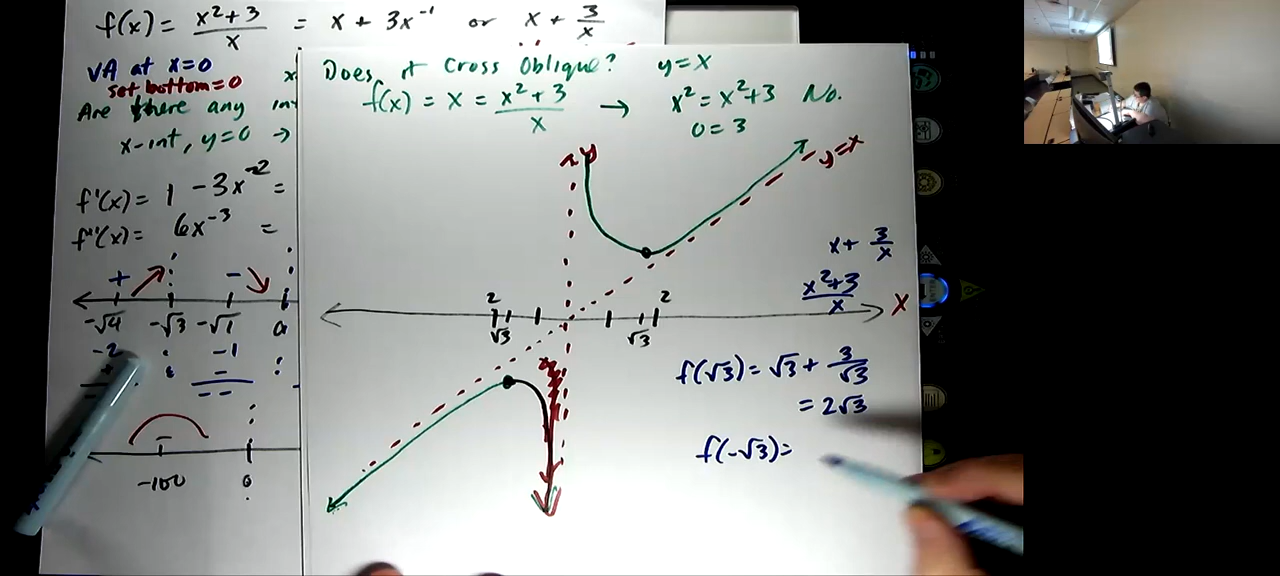 f(x) = x²+3/x = x + 3x⁻¹ or x + 3/x
VA at x=0
set bottom=0
Are there any int
x-int, y=0 →
f'(x) = 1 - 3x⁻² =
f''(x) = 6x⁻³ =
+ -
-√4 -√3 -√1 0
-2 -1
-
-100 0
Does it Cross Oblique? y=x
f(x) = x = x²+3/x → x² = x²+3 No.
0=3
y
y=x
x + 3/x
x²+3/x
2 √3 √3 2
x
f(√3) = √3 + 3/√3
= 2√3
f(-√3) =